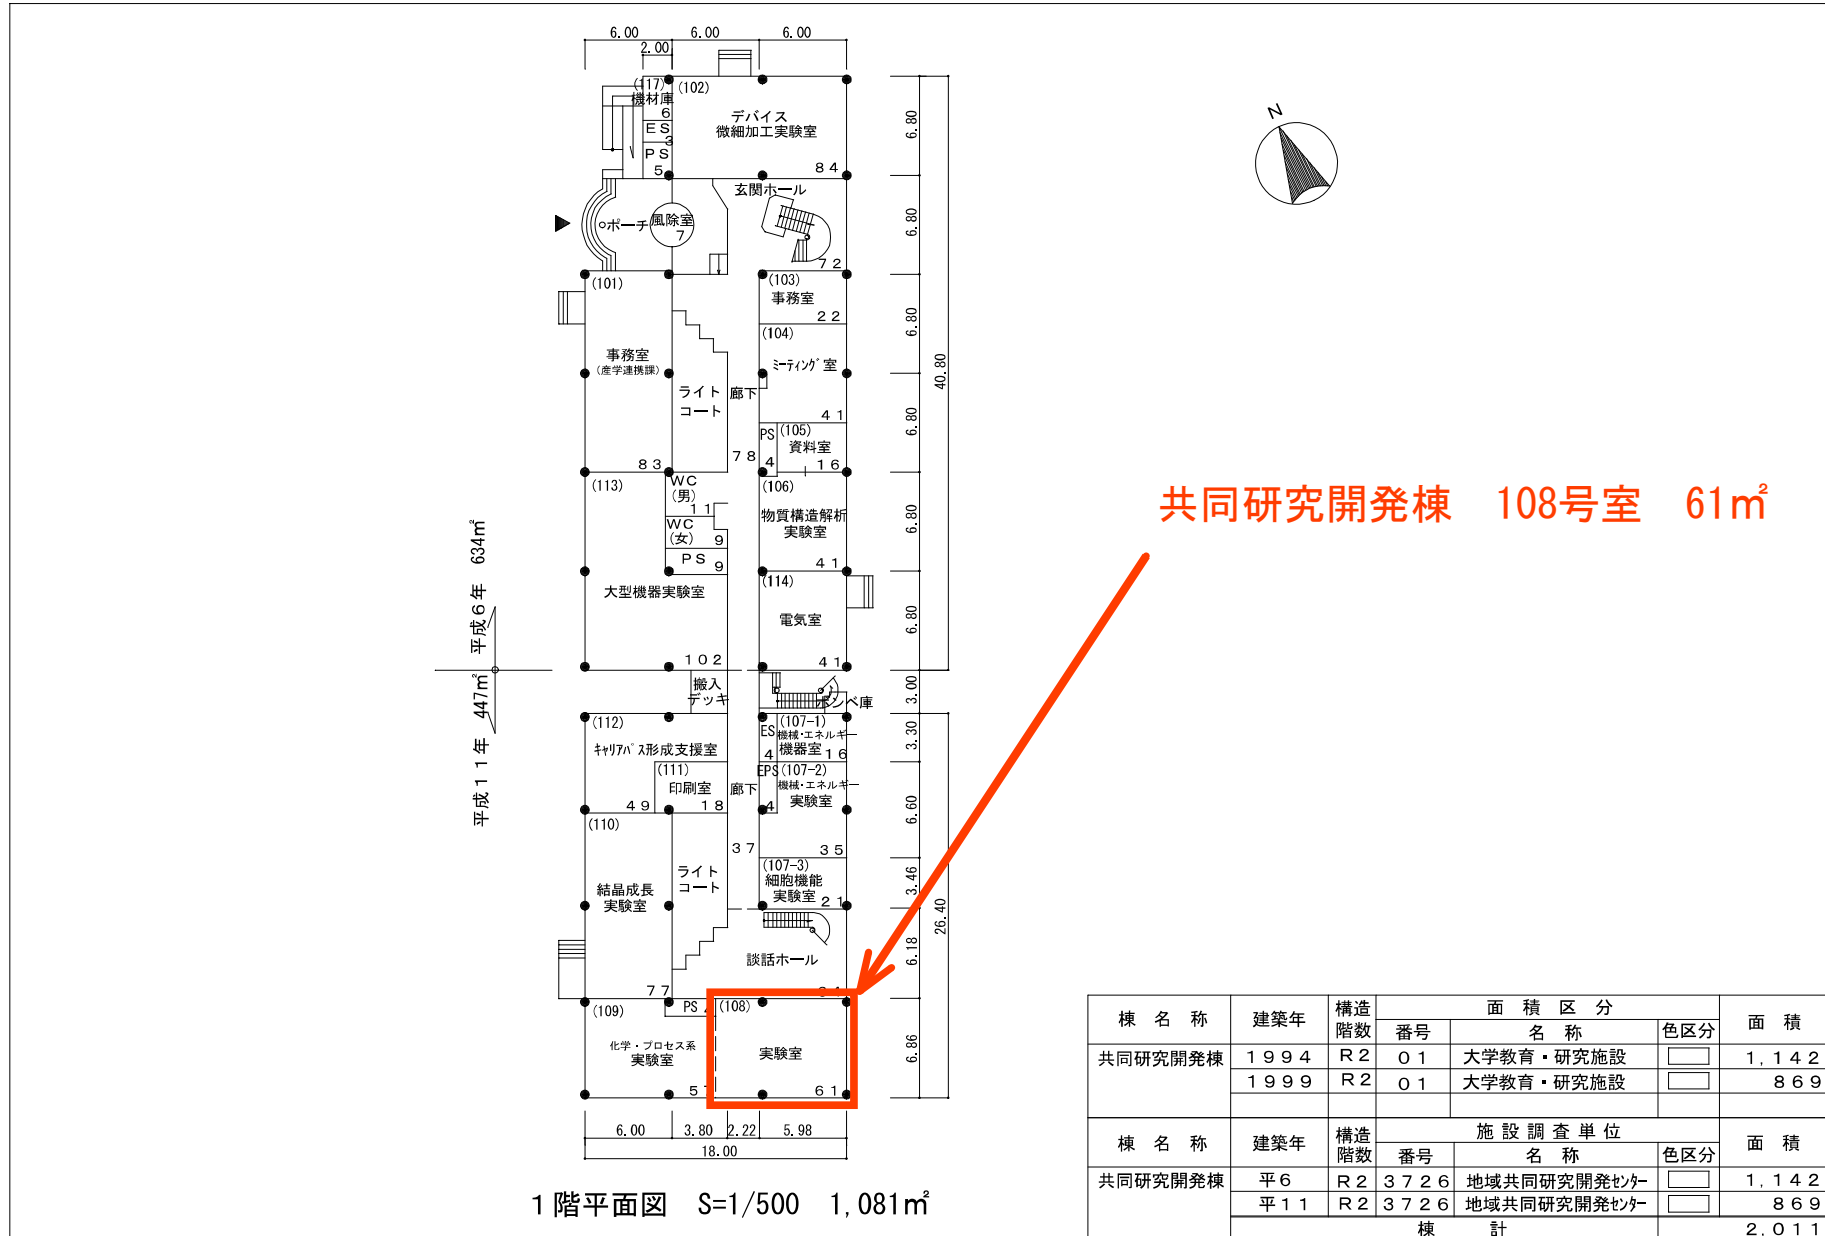 6.00 6.00 6.00
2.00
(117) (102)
機材庫
6
ES
3
PS
5
デバイス
微細加工実験室
84
6.80
N
玄関ホール
ポーチ
風除室
7
72
6.80
(101)
(103)
事務室
22
6.80
(104)
事務室
(産学連携課)
ミーティング室
40.80
ライト
コート
廊下
41
6.80
PS
(105)
資料室
78
4
16
83
(113)
WC
(男)
11
(106)
物質構造解析
実験室
6.80
共同研究開発棟 108号室 61㎡
WC
(女)
9
PS
9
41
(114)
大型機器実験室
電気室
6.80
平成6年 634㎡
102
41
搬入
デッキ
ボンベ庫
3.00
平成11年 447㎡
(112)
ES
(107-1)
機械・エネルギー
機器室
3.30
キャリアパス形成支援室
4
16
(111)
印刷室
廊下
EPS
(107-2)
機械・エネルギー
実験室
49
18
4
6.60
(110)
37
35
ライト
コート
(107-3)
細胞機能
実験室
21
3.46
結晶成長
実験室
26.40
談話ホール
6.18
77
PS
(109)
(108)
化学・プロセス系
実験室
実験室
6.86
57
61
6.00 3.80 2.22 5.98
18.00
1階平面図 S=1/500 1,081㎡
棟名称 建築年 構造階数 面積区分 面積
番号 名称 色区分
共同研究開発棟 1994 R2 01 大学教育・研究施設 1,142
1999 R2 01 大学教育・研究施設 869
棟名称 建築年 構造階数 施設調査単位 面積
番号 名称 色区分
共同研究開発棟 平6 R2 3726 地域共同研究開発センター 1,142
平11 R2 3726 地域共同研究開発センター 869
棟計 2,011